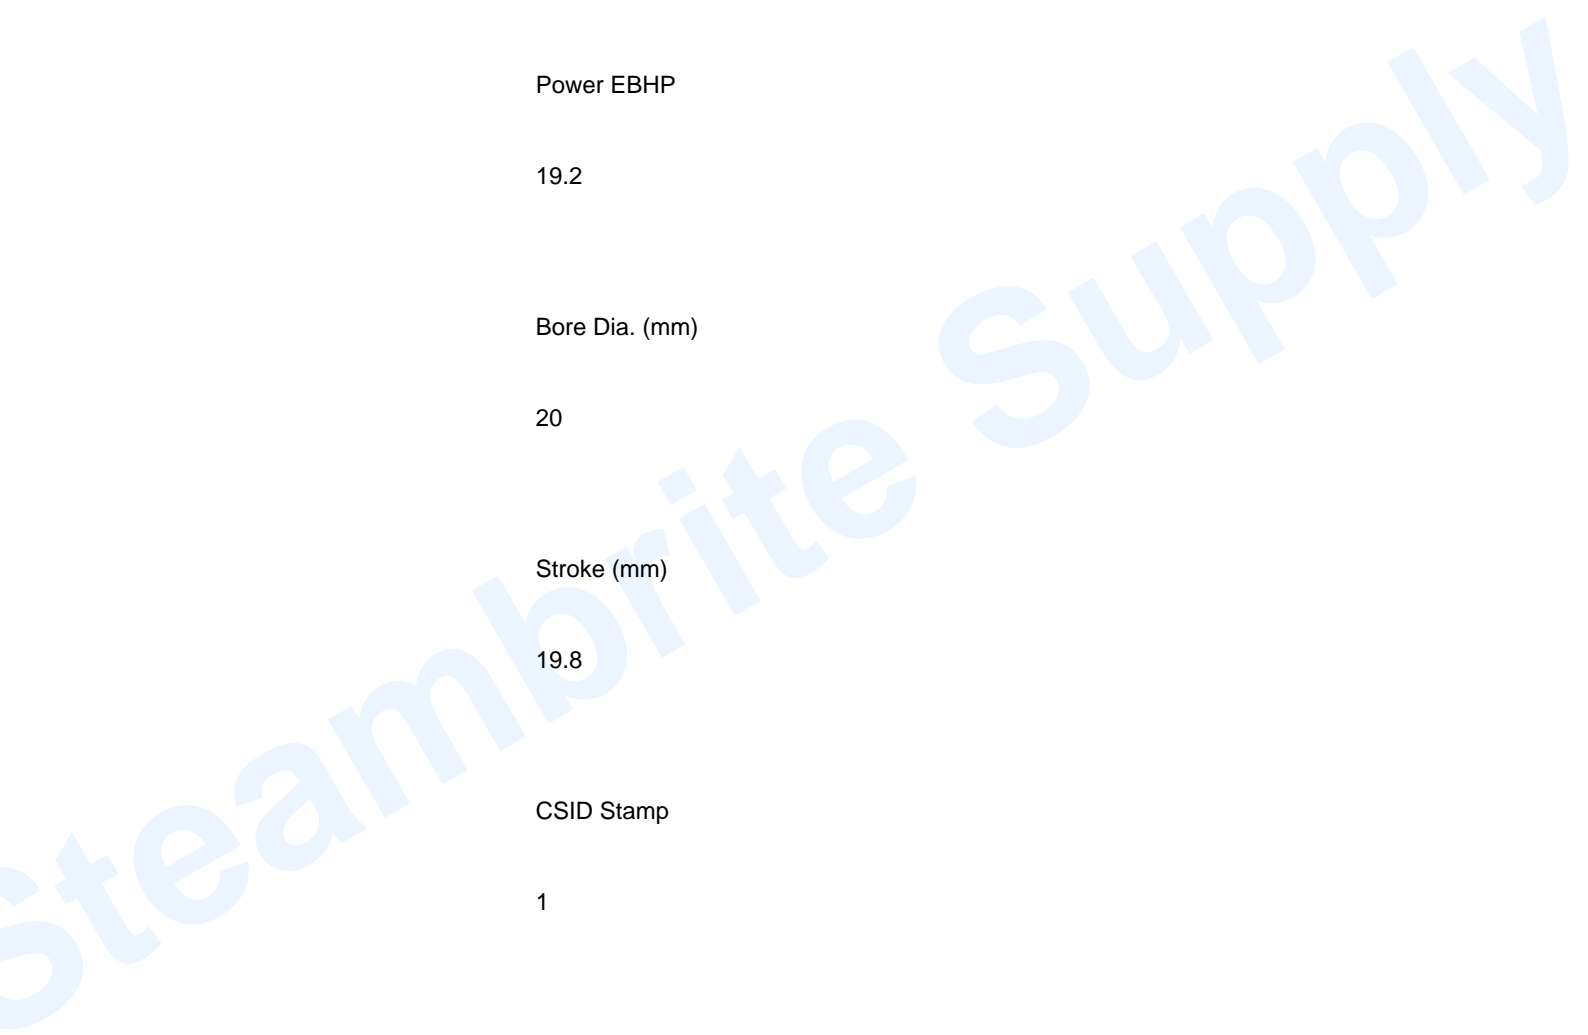 Power EBHP
19.2
Bore Dia. (mm)
20
Stroke (mm)
19.8
CSID Stamp
1
Steambrite Supply